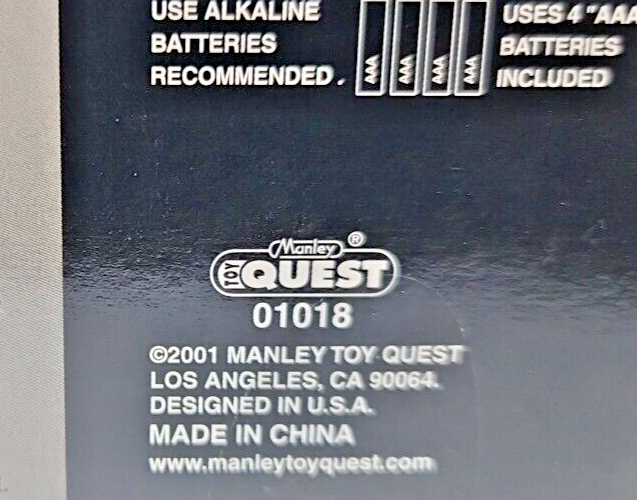 USE ALKALINE
BATTERIES
RECOMMENDED.
AAA AAA AAA AAA
USES 4 "AAA
BATTERIES
INCLUDED
Manley ®
TOY QUEST
01018
©2001 MANLEY TOY QUEST
LOS ANGELES, CA 90064.
DESIGNED IN U.S.A.
MADE IN CHINA
www.manleytoyquest.com